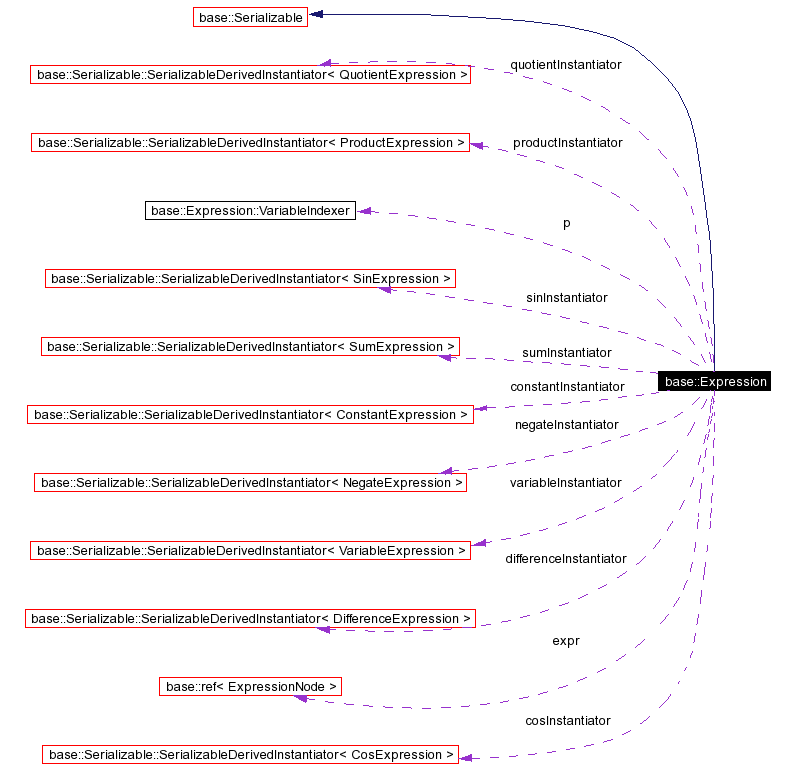 base::Serializable
quotientInstantiator
base::Serializable::SerializableDerivedInstantiator< QuotientExpression >
productInstantiator
base::Serializable::SerializableDerivedInstantiator< ProductExpression >
base::Expression::VariableIndexer
p
base::Serializable::SerializableDerivedInstantiator< SinExpression >
sinInstantiator
base::Serializable::SerializableDerivedInstantiator< SumExpression >
sumInstantiator
base::Expression
constantInstantiator
base::Serializable::SerializableDerivedInstantiator< ConstantExpression >
negateInstantiator
base::Serializable::SerializableDerivedInstantiator< NegateExpression >
variableInstantiator
base::Serializable::SerializableDerivedInstantiator< VariableExpression >
differenceInstantiator
base::Serializable::SerializableDerivedInstantiator< DifferenceExpression >
expr
base::ref< ExpressionNode >
cosInstantiator
base::Serializable::SerializableDerivedInstantiator< CosExpression >